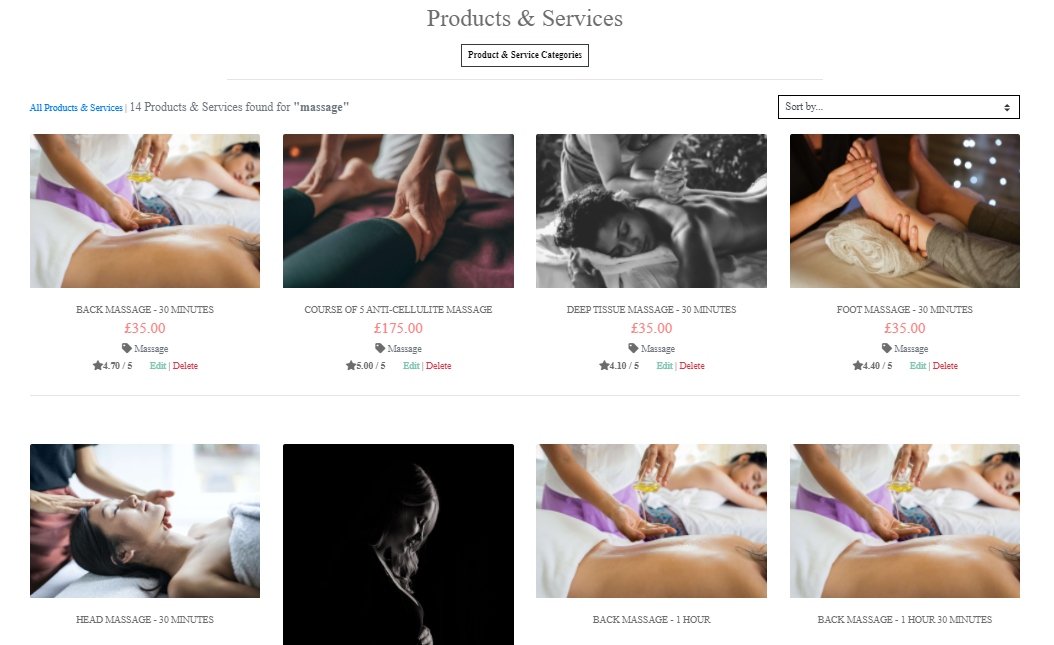 Products & Services
Product & Service Categories
All Products & Services | 14 Products & Services found for "massage"
Sort by...
BACK MASSAGE - 30 MINUTES
£35.00
Massage
4.70 / 5 Edit | Delete
COURSE OF 5 ANTI-CELLULITE MASSAGE
£175.00
Massage
5.00 / 5 Edit | Delete
DEEP TISSUE MASSAGE - 30 MINUTES
£35.00
Massage
4.10 / 5 Edit | Delete
FOOT MASSAGE - 30 MINUTES
£35.00
Massage
4.40 / 5 Edit | Delete
HEAD MASSAGE - 30 MINUTES
BACK MASSAGE - 1 HOUR
BACK MASSAGE - 1 HOUR 30 MINUTES